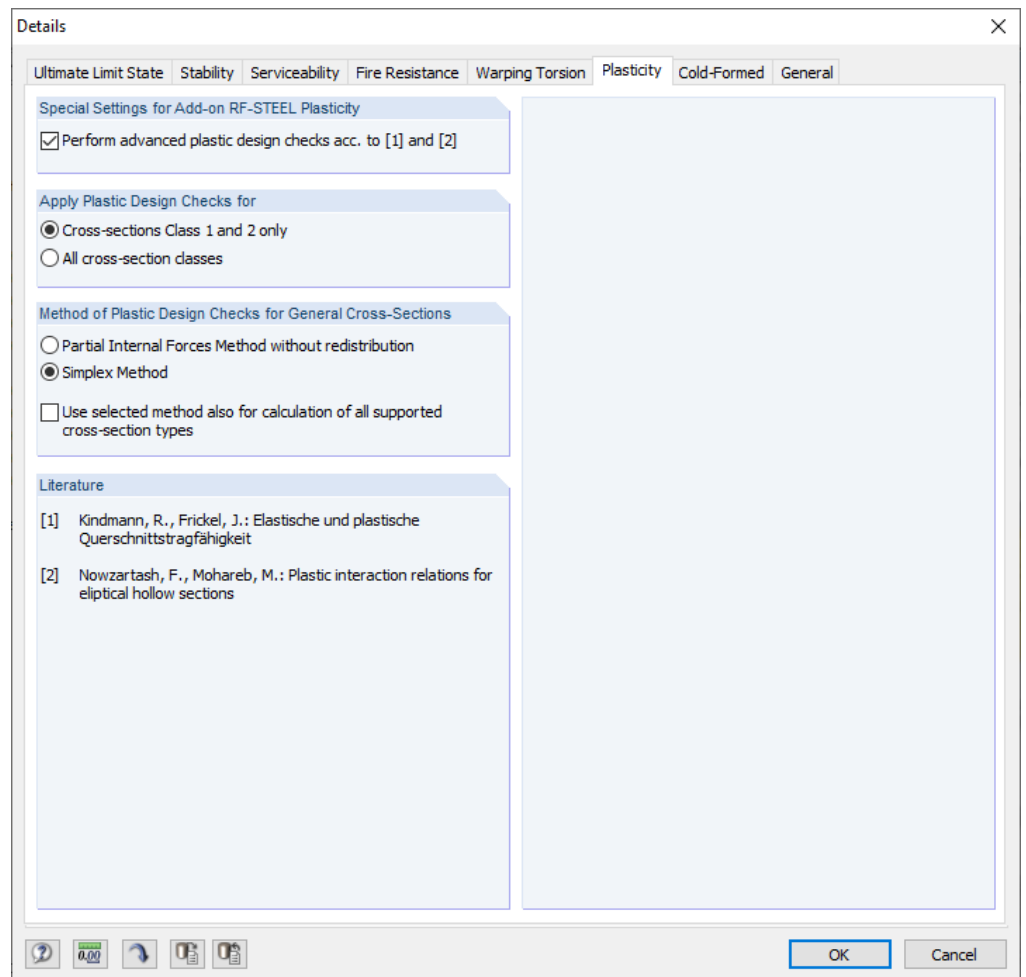 Details
Ultimate Limit State Stability Serviceability Fire Resistance Warping Torsion Plasticity Cold-Formed General
Special Settings for Add-on RF-STEEL Plasticity
Perform advanced plastic design checks acc. to [1] and [2]
Apply Plastic Design Checks for
Cross-sections Class 1 and 2 only
All cross-section classes
Method of Plastic Design Checks for General Cross-Sections
Partial Internal Forces Method without redistribution
Simplex Method
Use selected method also for calculation of all supported
cross-section types
Literature
[1] Kindmann, R., Frickel, J.: Elastische und plastische
Querschnittstragfähigkeit
[2] Nowzartash, F., Mohareb, M.: Plastic interaction relations for
eliptical hollow sections
0.00
OK Cancel